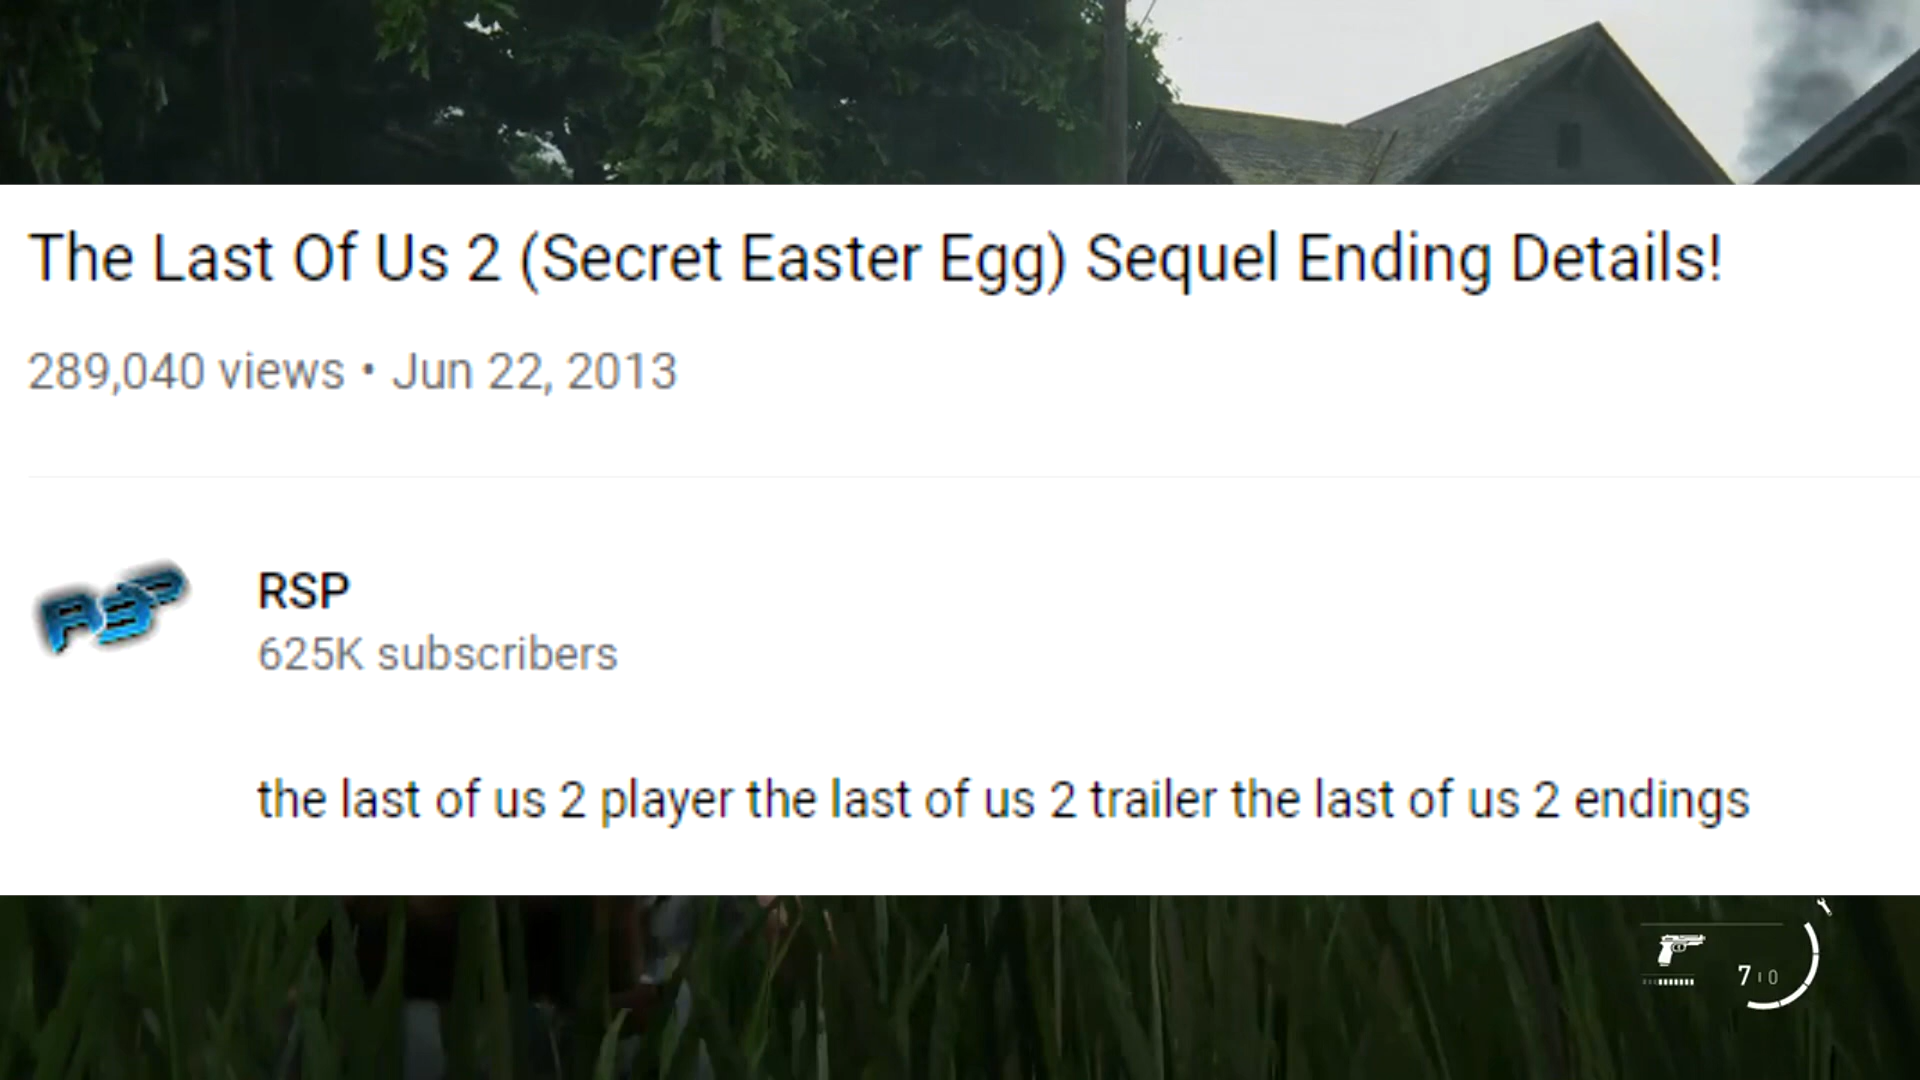 The Last Of Us 2 (Secret Easter Egg) Sequel Ending Details!
289,040 views • Jun 22, 2013
RSP
RSP
625K subscribers
the last of us 2 player the last of us 2 trailer the last of us 2 endings
7 | 0